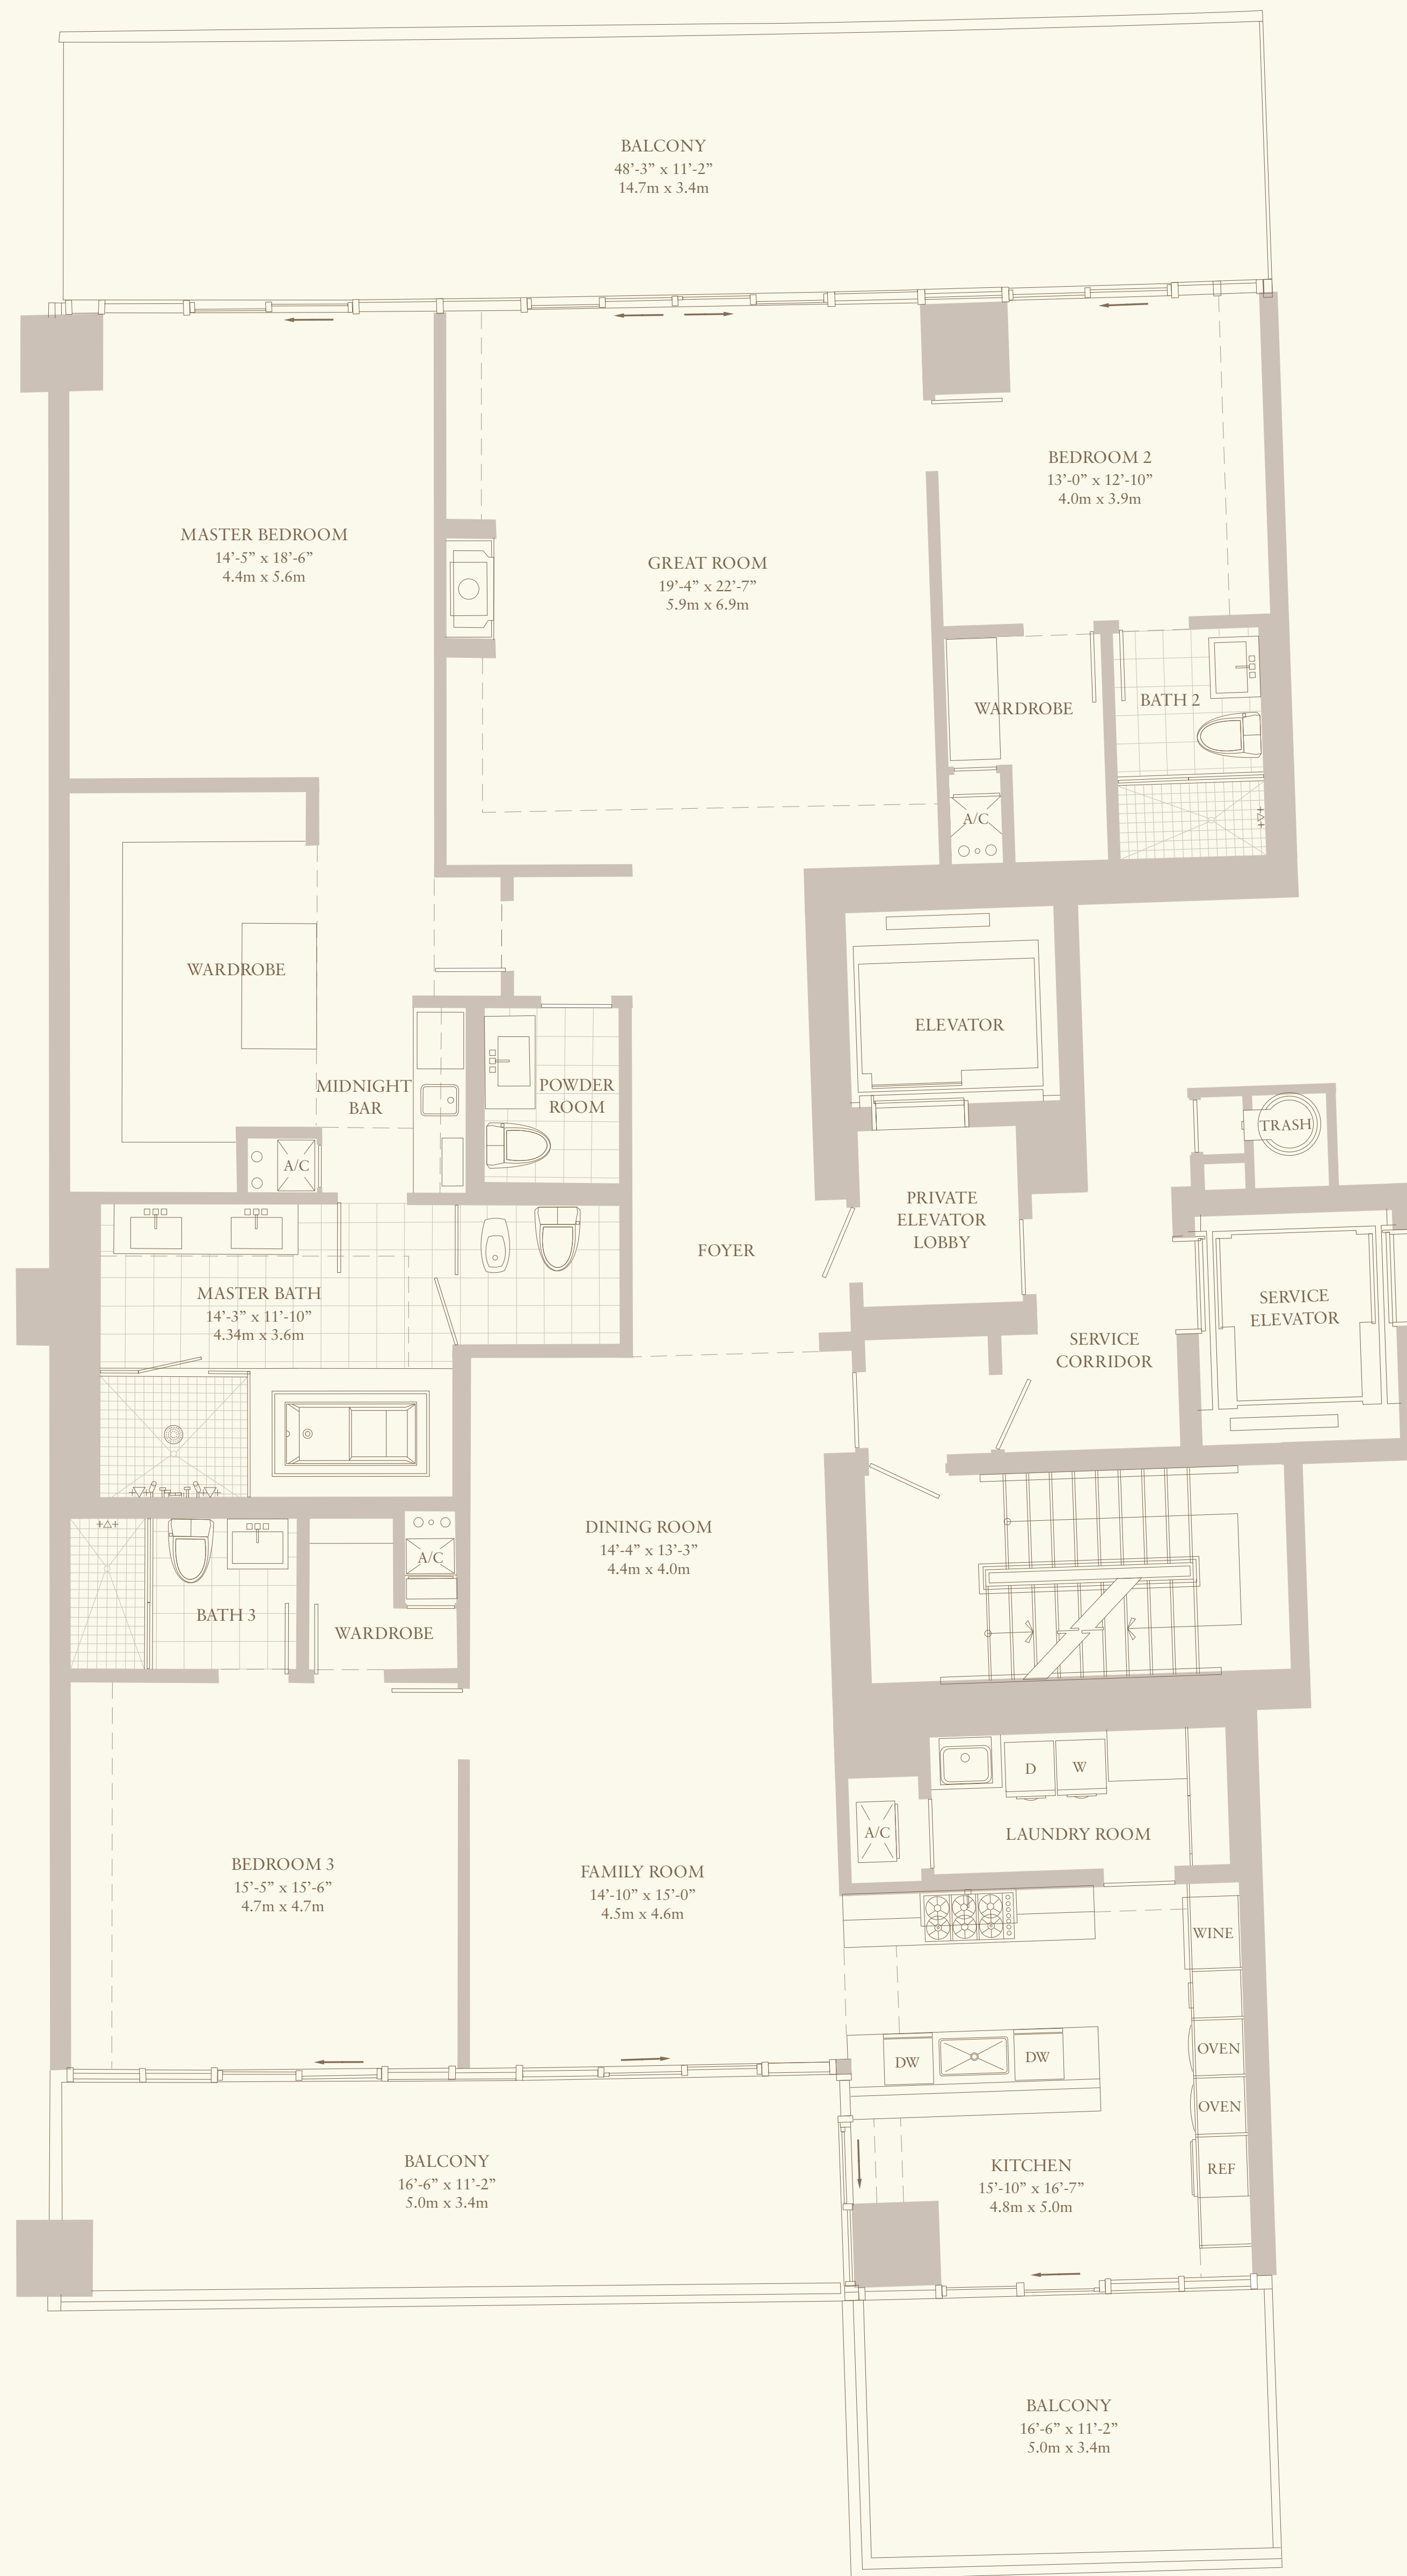 BALCONY
48’-3” x 11’-2”
14.7m x 3.4m
BEDROOM 2
13’-0” x 12’-10”
4.0m x 3.9m
MASTER BEDROOM
14’-5” x 18’-6”
4.4m x 5.6m
GREAT ROOM
19’-4” x 22’-7”
5.9m x 6.9m
WARDROBE
BATH 2
A/C
WARDROBE
ELEVATOR
MIDNIGHT
BAR
POWDER
ROOM
TRASH
A/C
PRIVATE
ELEVATOR
LOBBY
FOYER
MASTER BATH
14’-3” x 11’-10”
4.34m x 3.6m
SERVICE
ELEVATOR
SERVICE
CORRIDOR
DINING ROOM
14’-4” x 13’-3”
4.4m x 4.0m
A/C
BATH 3
WARDROBE
D
W
A/C
LAUNDRY ROOM
BEDROOM 3
15’-5” x 15’-6”
4.7m x 4.7m
FAMILY ROOM
14’-10” x 15’-0”
4.5m x 4.6m
WINE
OVEN
DW
DW
OVEN
BALCONY
16’-6” x 11’-2”
5.0m x 3.4m
KITCHEN
15’-10” x 16’-7”
4.8m x 5.0m
REF
BALCONY
16’-6” x 11’-2”
5.0m x 3.4m